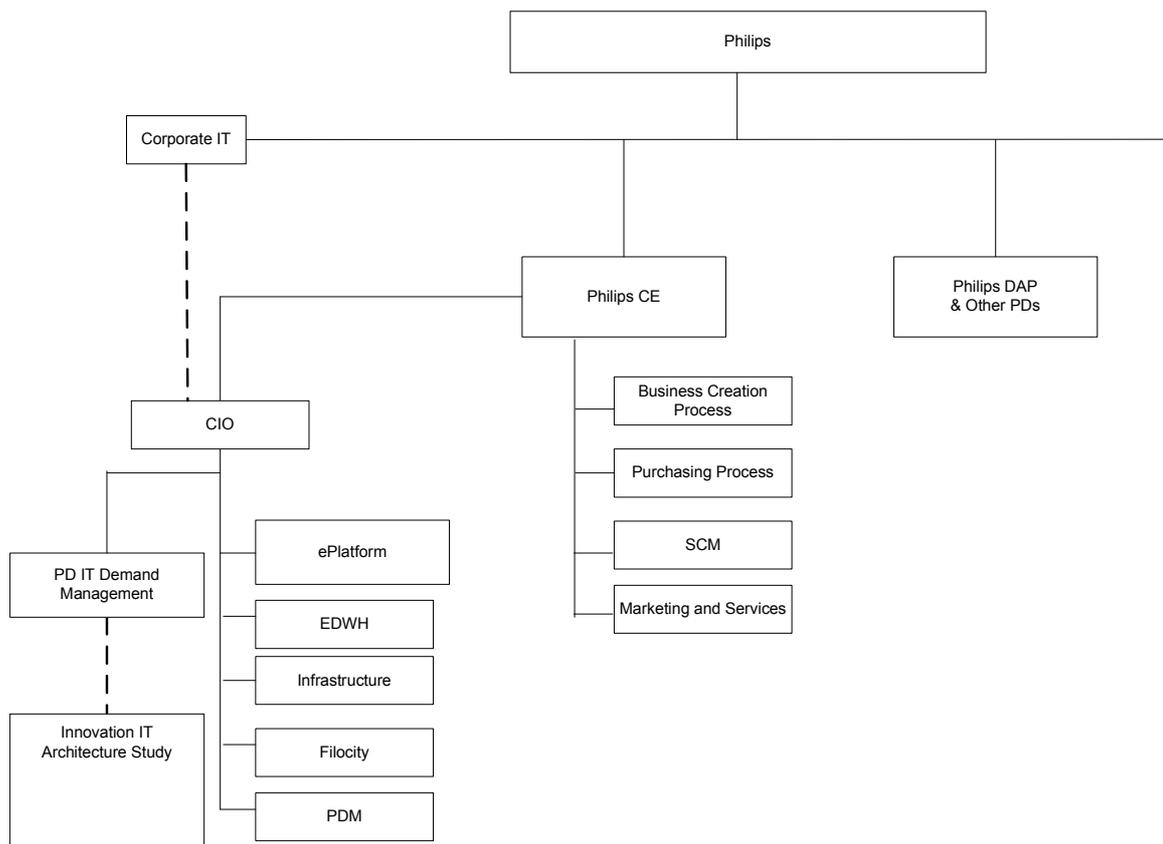 Philips
Corporate IT
Philips CE
Philips DAP
& Other PDs
Business Creation
Process
CIO
Purchasing Process
ePlatform
SCM
PD IT Demand
Management
Marketing and Services
EDWH
Infrastructure
Innovation IT
Architecture Study
Filocity
PDM